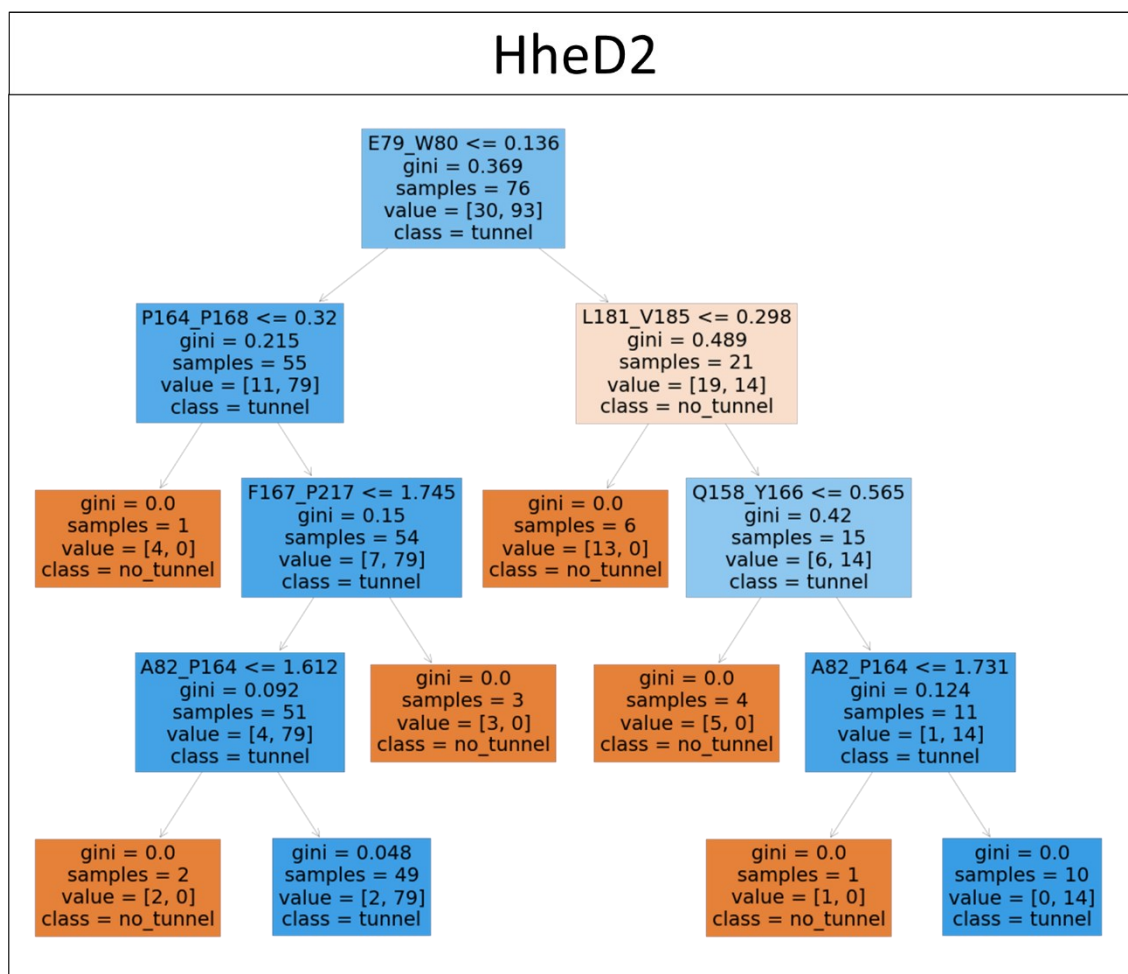 HheD2
E79_W80 <= 0.136
gini = 0.369
samples = 76
value = [30, 93]
class = tunnel
P164_P168 <= 0.32
gini = 0.215
samples = 55
value = [11, 79]
class = tunnel
L181_V185 <= 0.298
gini = 0.489
samples = 21
value = [19, 14]
class = no_tunnel
gini = 0.0
samples = 1
value = [4, 0]
class = no_tunnel
F167_P217 <= 1.745
gini = 0.15
samples = 54
value = [7, 79]
class = tunnel
gini = 0.0
samples = 6
value = [13, 0]
class = no_tunnel
Q158_Y166 <= 0.565
gini = 0.42
samples = 15
value = [6, 14]
class = tunnel
A82_P164 <= 1.612
gini = 0.092
samples = 51
value = [4, 79]
class = tunnel
gini = 0.0
samples = 3
value = [3, 0]
class = no_tunnel
gini = 0.0
samples = 4
value = [5, 0]
class = no_tunnel
A82_P164 <= 1.731
gini = 0.124
samples = 11
value = [1, 14]
class = tunnel
gini = 0.0
samples = 2
value = [2, 0]
class = no_tunnel
gini = 0.048
samples = 49
value = [2, 79]
class = tunnel
gini = 0.0
samples = 1
value = [1, 0]
class = no_tunnel
gini = 0.0
samples = 10
value = [0, 14]
class = tunnel